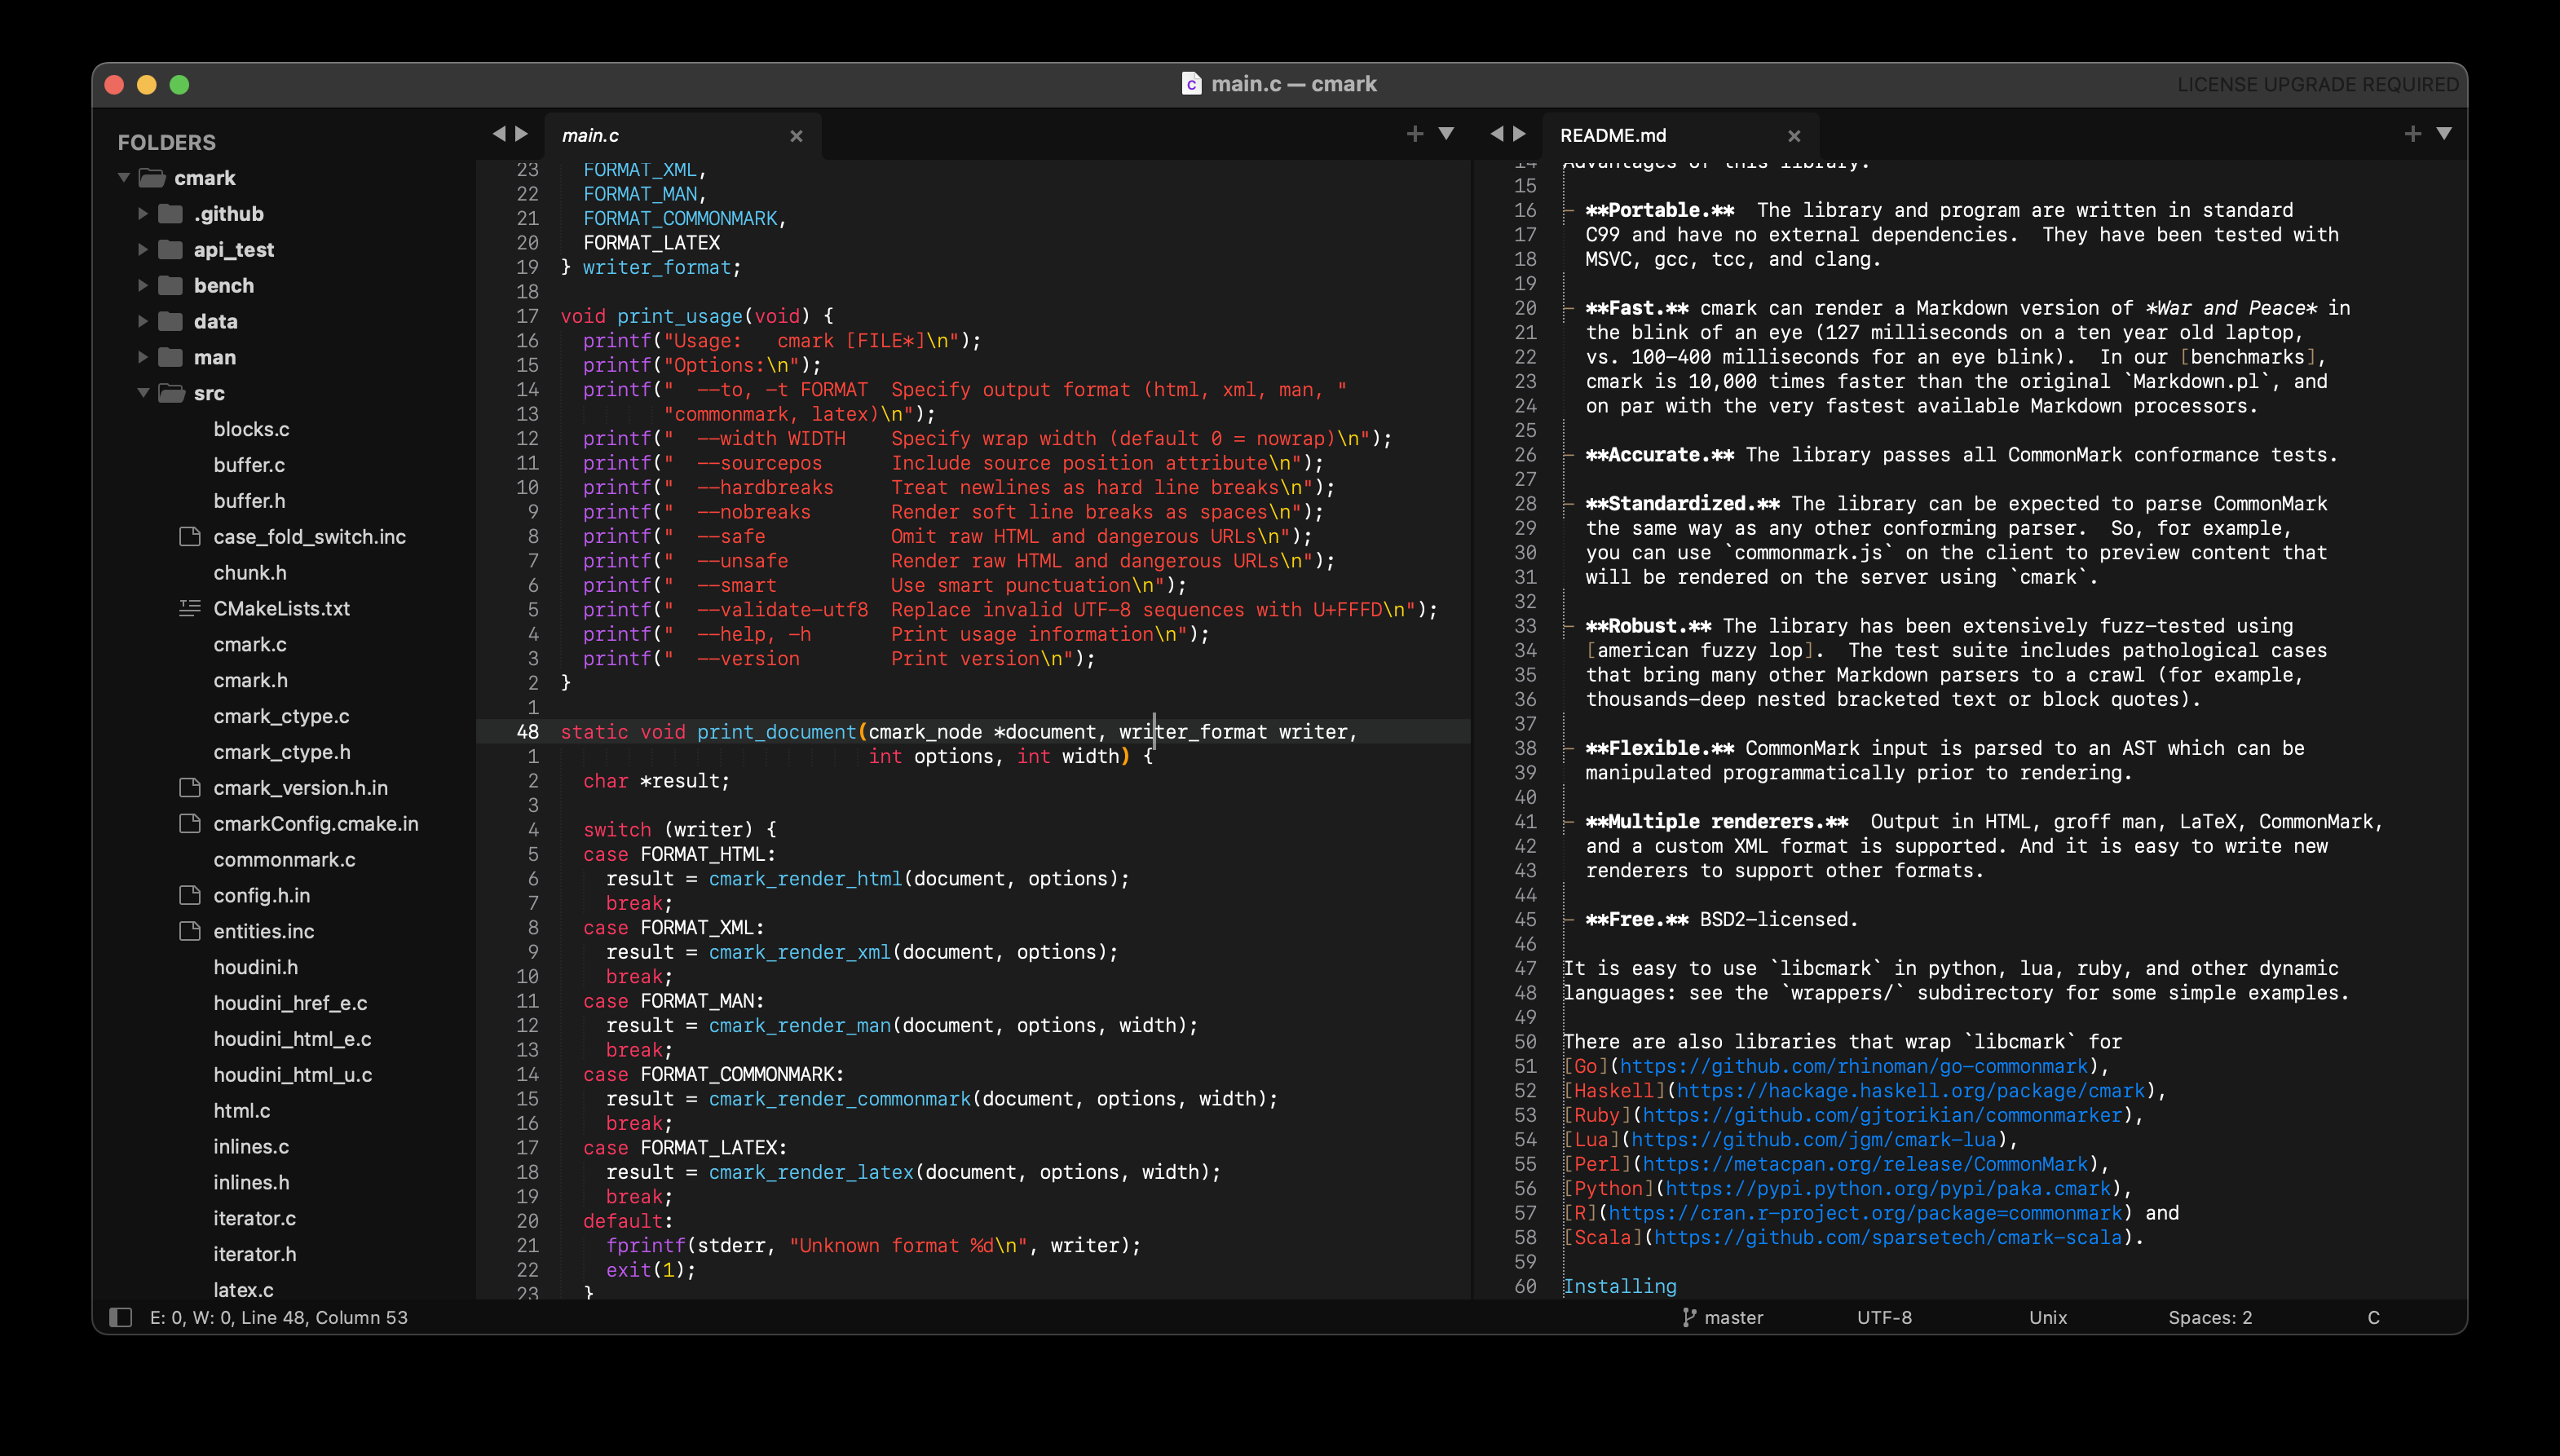 main.c — cmark
LICENSE UPGRADE REQUIRED
FOLDERS
cmark
.github
api_test
bench
data
man
src
blocks.c
buffer.c
buffer.h
case_fold_switch.inc
chunk.h
CMakeLists.txt
cmark.c
cmark.h
cmark_ctype.c
cmark_ctype.h
cmark_version.h.in
cmarkConfig.cmake.in
commonmark.c
config.h.in
entities.inc
houdini.h
houdini_href_e.c
houdini_html_e.c
houdini_html_u.c
html.c
inlines.c
inlines.h
iterator.c
iterator.h
latex.c
main.c
23   FORMAT_XML,
22   FORMAT_MAN,
21   FORMAT_COMMONMARK,
20   FORMAT_LATEX
19 } writer_format;
18
17 void print_usage(void) {
16   printf("Usage:   cmark [FILE*]\n");
15   printf("Options:\n");
14   printf("  --to, -t FORMAT  Specify output format (html, xml, man, "
13          "commonmark, latex)\n");
12   printf("  --width WIDTH    Specify wrap width (default 0 = nowrap)\n");
11   printf("  --sourcepos      Include source position attribute\n");
10   printf("  --hardbreaks     Treat newlines as hard line breaks\n");
9   printf("  --nobreaks       Render soft line breaks as spaces\n");
8   printf("  --safe           Omit raw HTML and dangerous URLs\n");
7   printf("  --unsafe         Render raw HTML and dangerous URLs\n");
6   printf("  --smart          Use smart punctuation\n");
5   printf("  --validate-utf8  Replace invalid UTF-8 sequences with U+FFFD\n");
4   printf("  --help, -h       Print usage information\n");
3   printf("  --version        Print version\n");
2 }
1
48 static void print_document(cmark_node *document, writer_format writer,
1                            int options, int width) {
2   char *result;
3
4   switch (writer) {
5   case FORMAT_HTML:
6     result = cmark_render_html(document, options);
7     break;
8   case FORMAT_XML:
9     result = cmark_render_xml(document, options);
10     break;
11   case FORMAT_MAN:
12     result = cmark_render_man(document, options, width);
13     break;
14   case FORMAT_COMMONMARK:
15     result = cmark_render_commonmark(document, options, width);
16     break;
17   case FORMAT_LATEX:
18     result = cmark_render_latex(document, options, width);
19     break;
20   default:
21     fprintf(stderr, "Unknown format %d\n", writer);
22     exit(1);
23   }
README.md
14 Advantages of this library:
15
16 - **Portable.**  The library and program are written in standard
17   C99 and have no external dependencies.  They have been tested with
18   MSVC, gcc, tcc, and clang.
19
20 - **Fast.** cmark can render a Markdown version of *War and Peace* in
21   the blink of an eye (127 milliseconds on a ten year old laptop,
22   vs. 100-400 milliseconds for an eye blink).  In our [benchmarks],
23   cmark is 10,000 times faster than the original `Markdown.pl`, and
24   on par with the very fastest available Markdown processors.
25
26 - **Accurate.** The library passes all CommonMark conformance tests.
27
28 - **Standardized.** The library can be expected to parse CommonMark
29   the same way as any other conforming parser.  So, for example,
30   you can use `commonmark.js` on the client to preview content that
31   will be rendered on the server using `cmark`.
32
33 - **Robust.** The library has been extensively fuzz-tested using
34   [american fuzzy lop].  The test suite includes pathological cases
35   that bring many other Markdown parsers to a crawl (for example,
36   thousands-deep nested bracketed text or block quotes).
37
38 - **Flexible.** CommonMark input is parsed to an AST which can be
39   manipulated programmatically prior to rendering.
40
41 - **Multiple renderers.**  Output in HTML, groff man, LaTeX, CommonMark,
42   and a custom XML format is supported. And it is easy to write new
43   renderers to support other formats.
44
45 - **Free.** BSD2-licensed.
46
47 It is easy to use `libcmark` in python, lua, ruby, and other dynamic
48 languages: see the `wrappers/` subdirectory for some simple examples.
49
50 There are also libraries that wrap `libcmark` for
51 [Go](https://github.com/rhinoman/go-commonmark),
52 [Haskell](https://hackage.haskell.org/package/cmark),
53 [Ruby](https://github.com/gjtorikian/commonmarker),
54 [Lua](https://github.com/jgm/cmark-lua),
55 [Perl](https://metacpan.org/release/CommonMark),
56 [Python](https://pypi.python.org/pypi/paka.cmark),
57 [R](https://cran.r-project.org/package=commonmark) and
58 [Scala](https://github.com/sparsetech/cmark-scala).
59
60 Installing
E: 0, W: 0, Line 48, Column 53
master
UTF-8
Unix
Spaces: 2
C